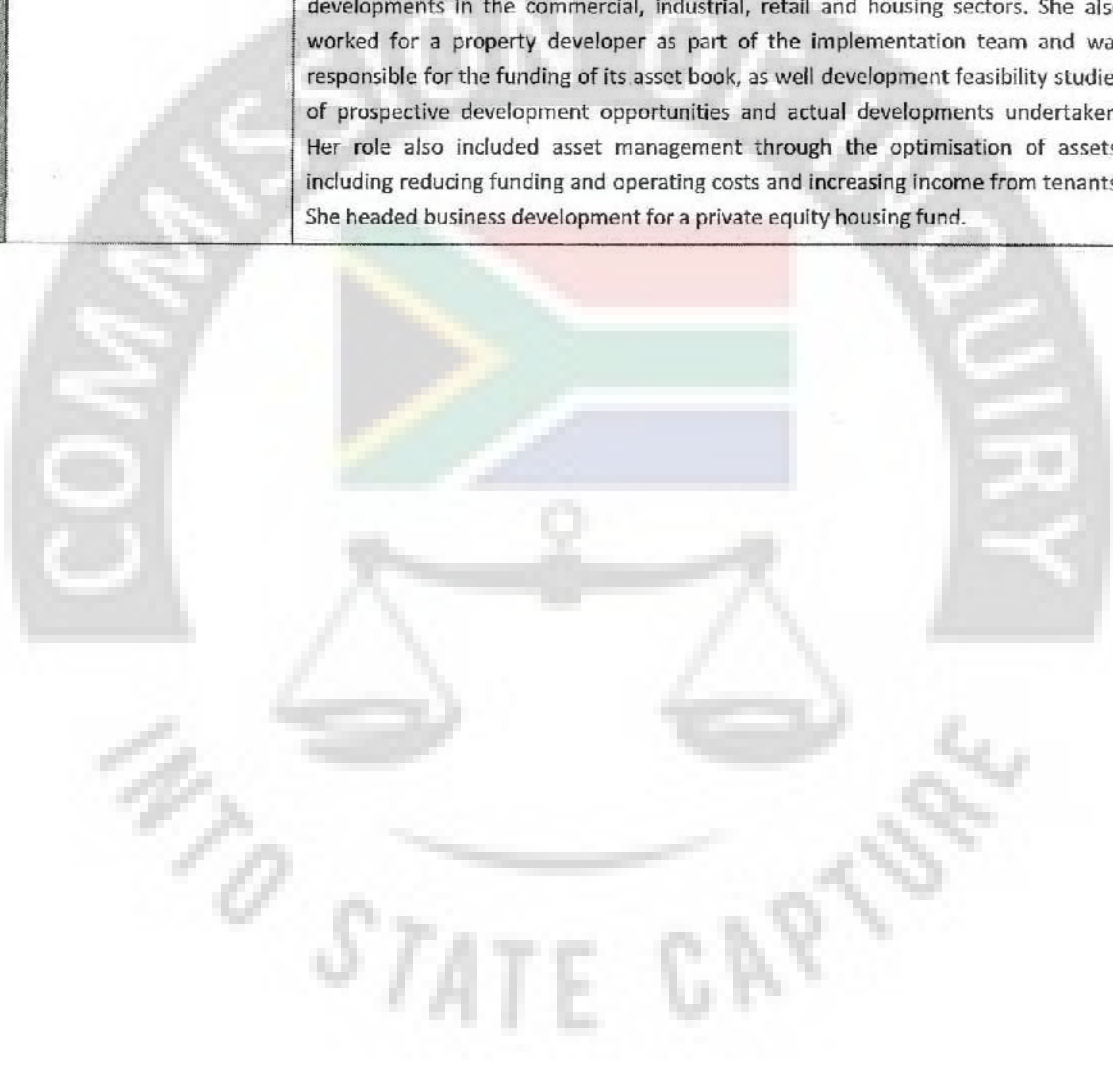 developments in the commercial, industrial, retail and housing sectors. She als
worked for a property developer as part of the implementation team and wa
responsible for the funding of its asset book, as well development feasibility studie
of prospective development opportunities and actual developments undertaken
Her role also included asset management through the optimisation of assets
including reducing funding and operating costs and increasing income from tenants
She headed business development for a private equity housing fund.
COMMISSION OF INQUIRY
INTO STATE CAPTURE